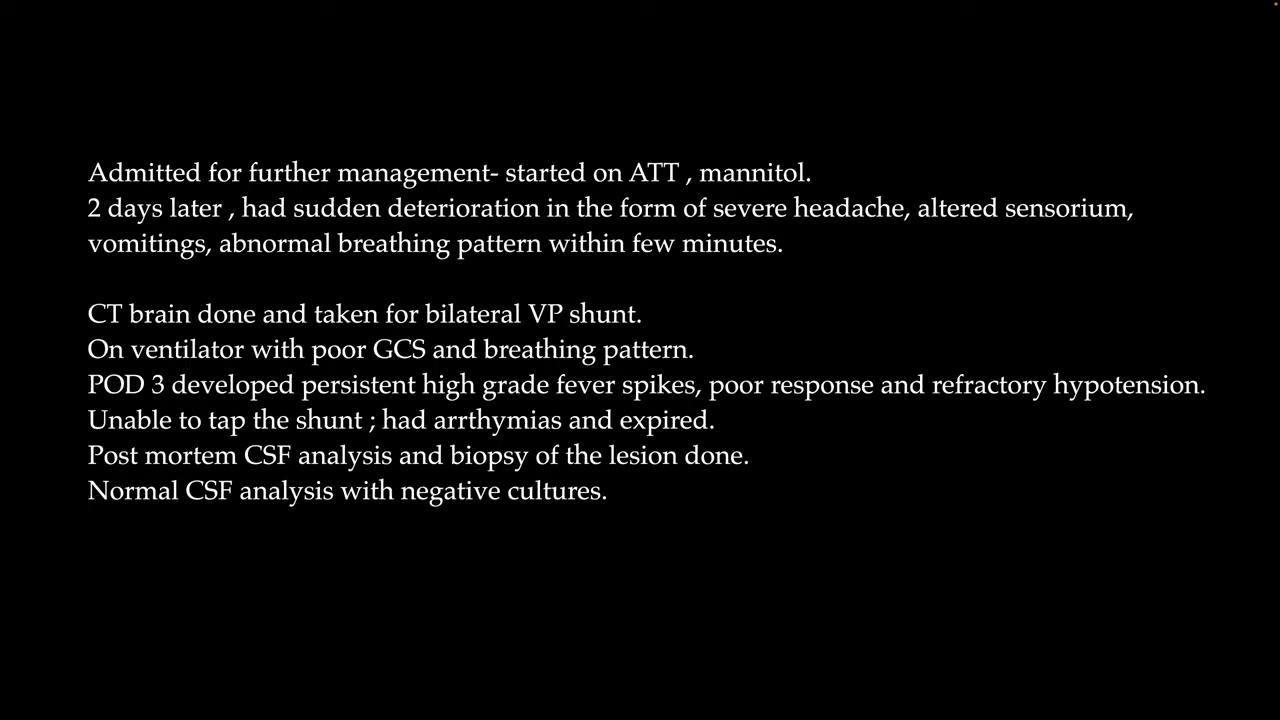 Admitted for further management- started on ATT , mannitol.
2 days later , had sudden deterioration in the form of severe headache, altered sensorium,
vomitings, abnormal breathing pattern within few minutes.
CT brain done and taken for bilateral VP shunt.
On ventilator with poor GCS and breathing pattern.
POD 3 developed persistent high grade fever spikes, poor response and refractory hypotension.
Unable to tap the shunt ; had arrthymias and expired.
Post mortem CSF analysis and biopsy of the lesion done.
Normal CSF analysis with negative cultures.